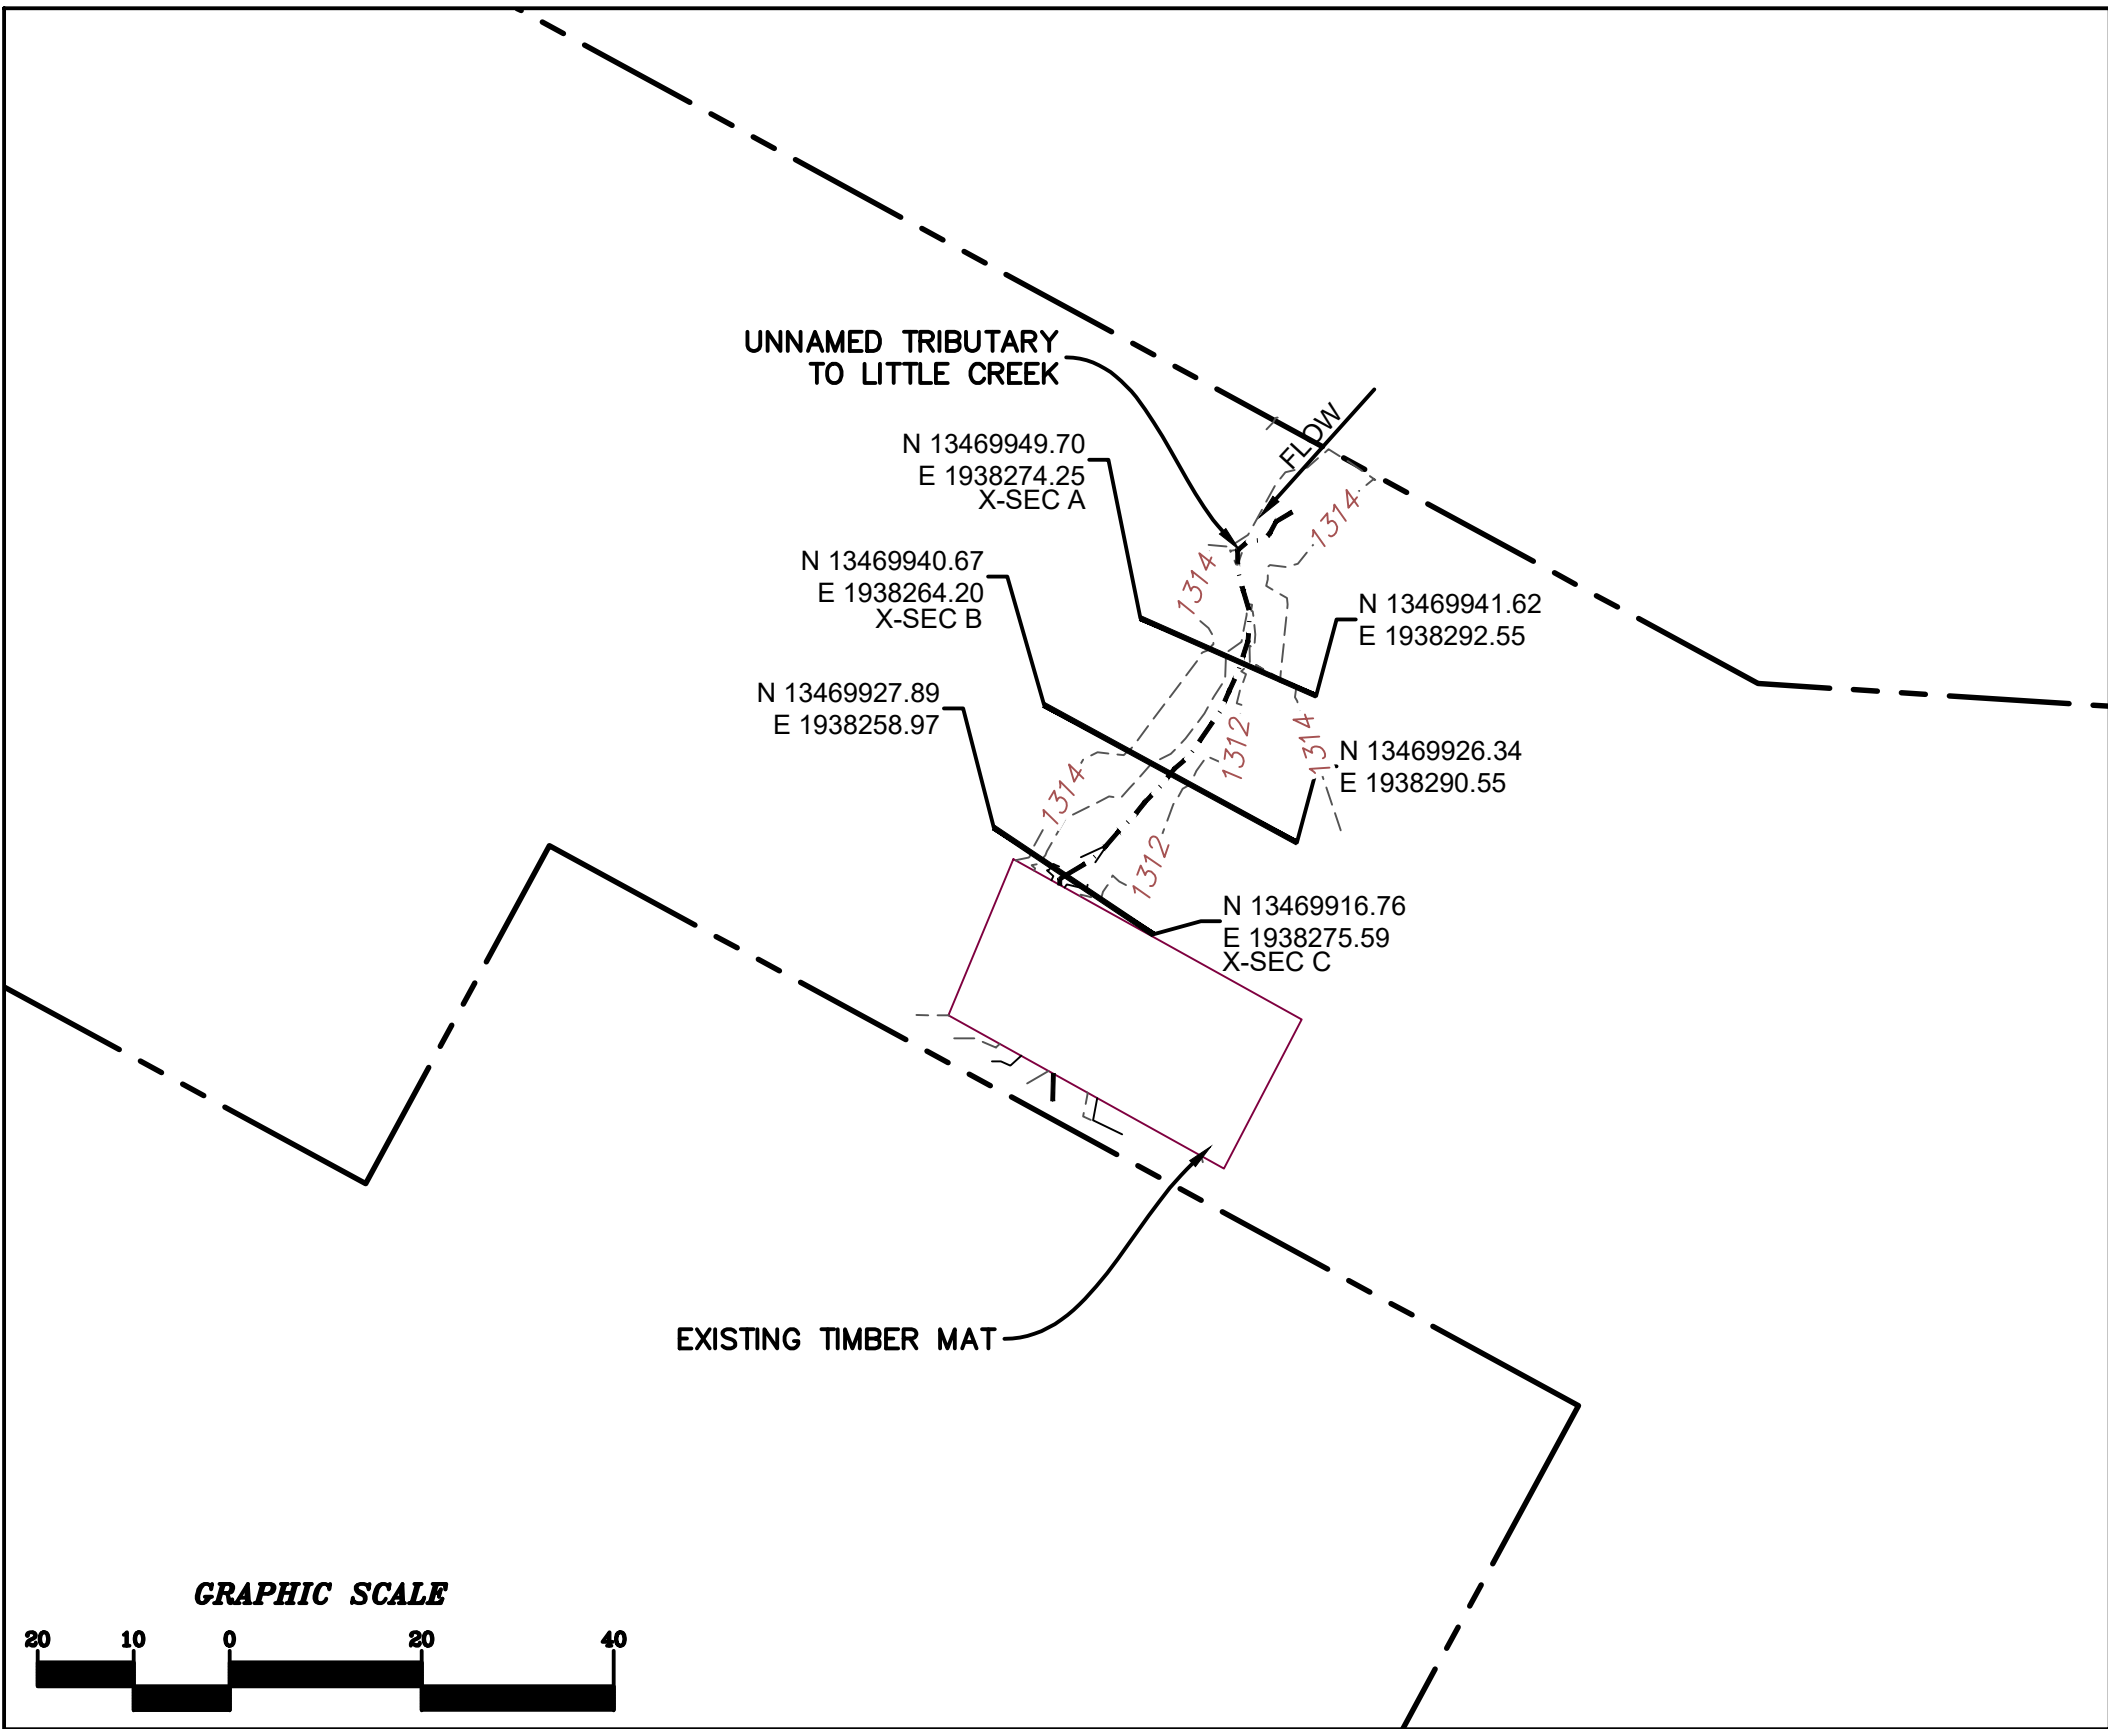 UNNAMED TRIBUTARY
TO LITTLE CREEK
FLOW
N 13469949.70
E 1938274.25
X-SEC A
1314
1314
N 13469940.67
E 1938264.20
X-SEC B
N 13469941.62
E 1938292.55
N 13469927.89
E 1938258.97
1312
1314
N 13469926.34
E 1938290.55
1314
1312
N 13469916.76
E 1938275.59
X-SEC C
EXISTING TIMBER MAT
GRAPHIC SCALE
20 10 0 20 40